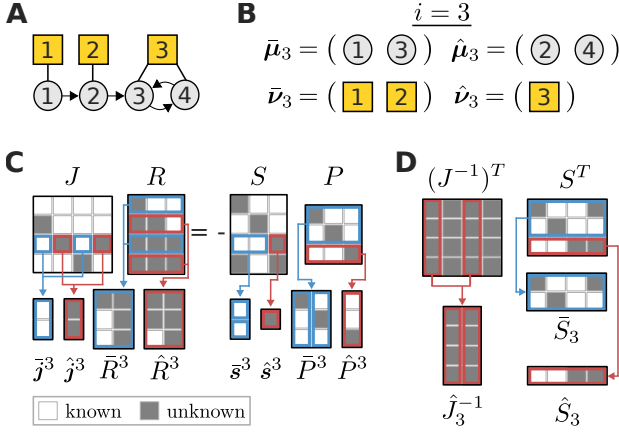 A
1 2 3
1 2 3 4
B
i = 3
μ̄₃ = ( 1 3 ) μ̂₃ = ( 2 4 )
ν̄₃ = ( 1 2 ) ν̂₃ = ( 3 )
C
J R = - S P
j̄³ ĵ³ R̄³ R̂³ s̄³ ŝ³ P̄³ P̂³
known unknown
D
(J⁻¹)ᵀ Sᵀ
S̄₃
Ĵ₃⁻¹ Ŝ₃